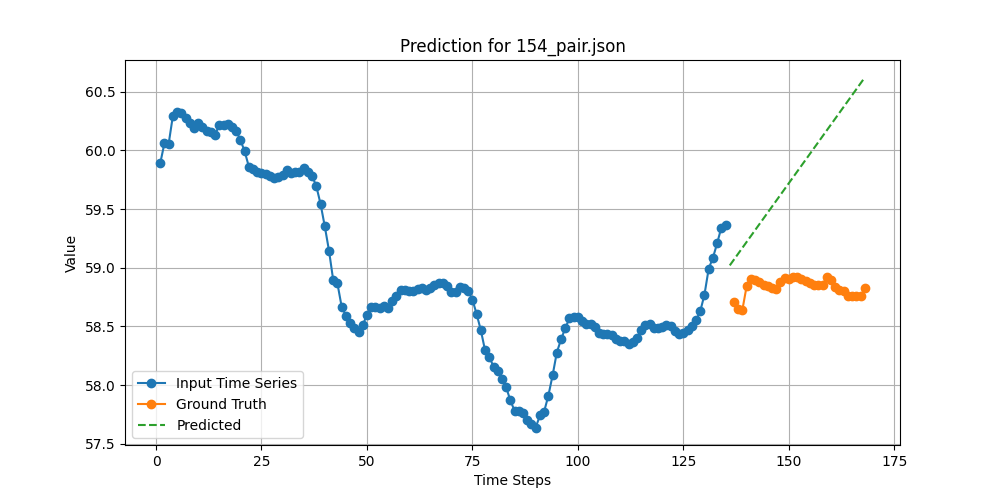 Prediction for 154_pair.json
Value
60.5
60.0
59.5
59.0
58.5
58.0
57.5
Input Time Series
Ground Truth
Predicted
0 25 50 75 100 125 150 175
Time Steps